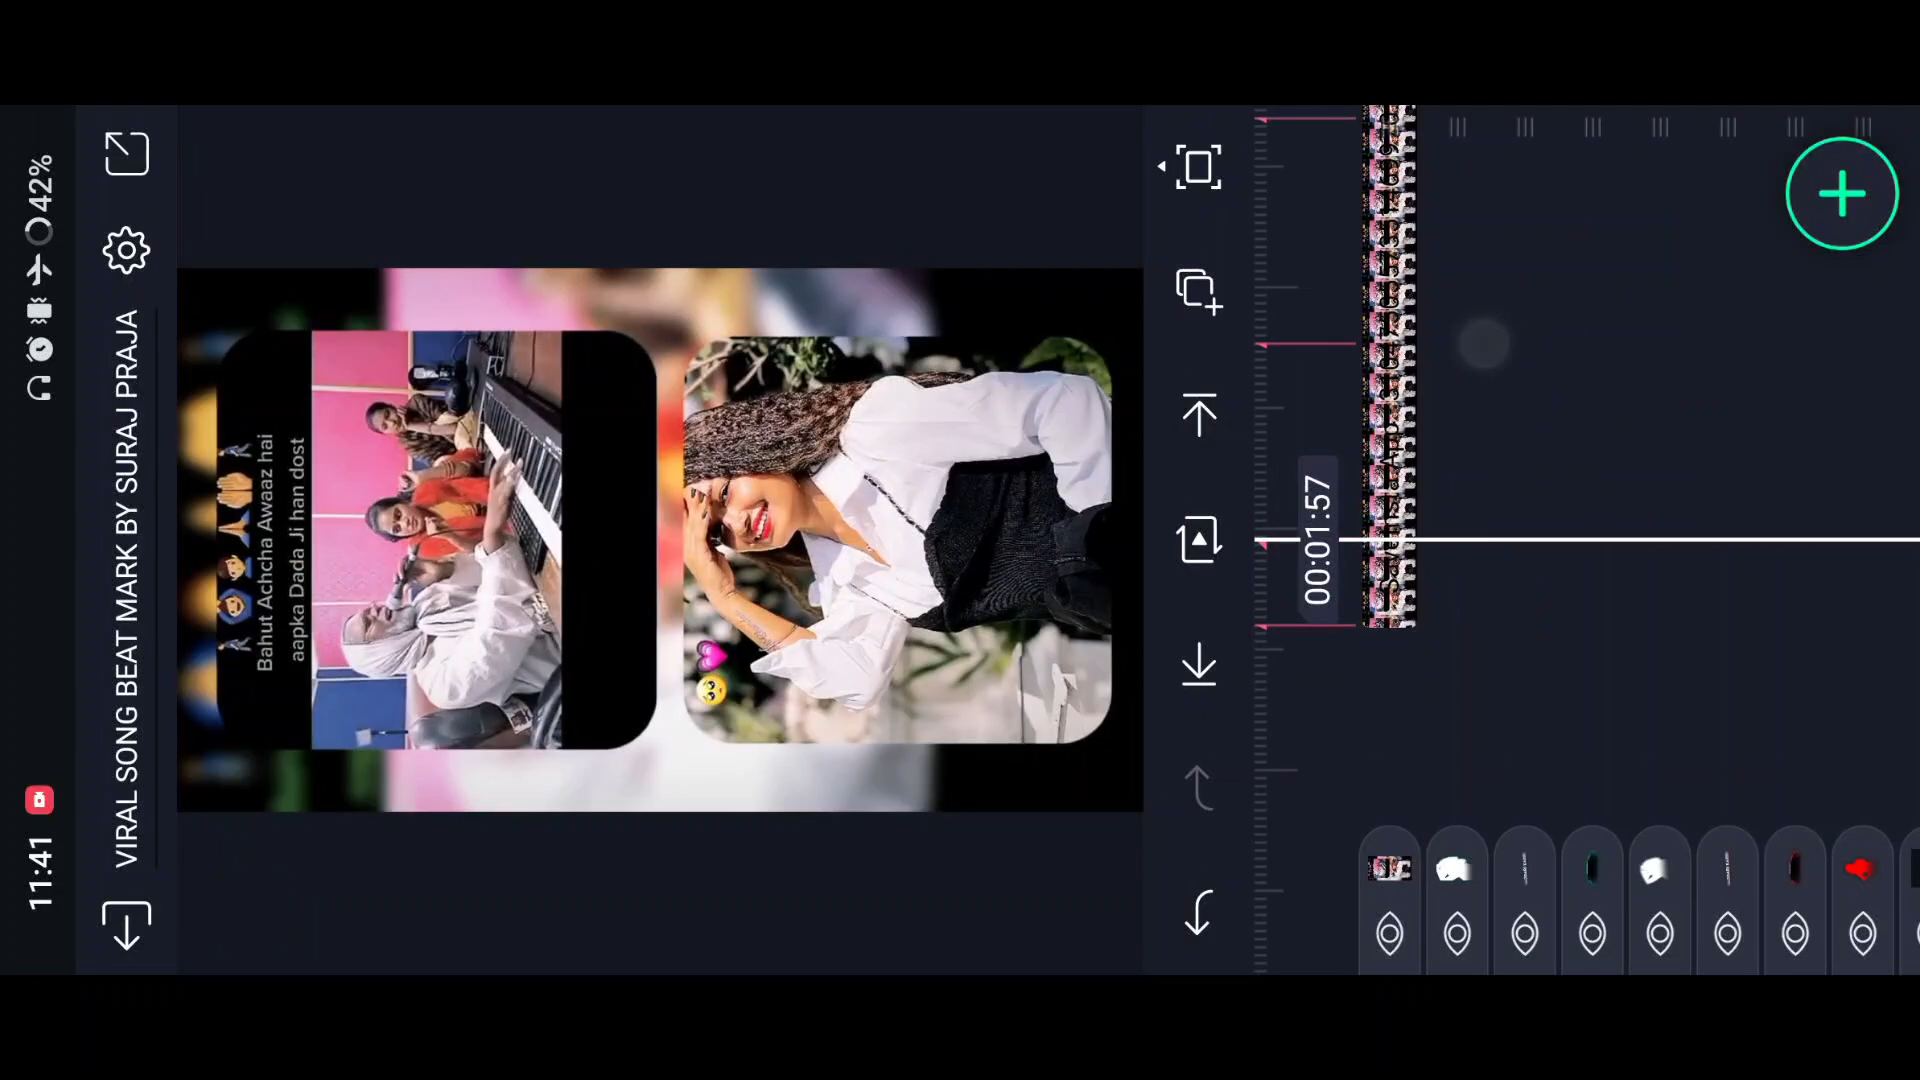 11:41
42%
VIRAL SONG BEAT MARK BY SURAJ PRAJA
Bahut Achcha Awaaz hai
aapka Dada JI han dost
00:01:57